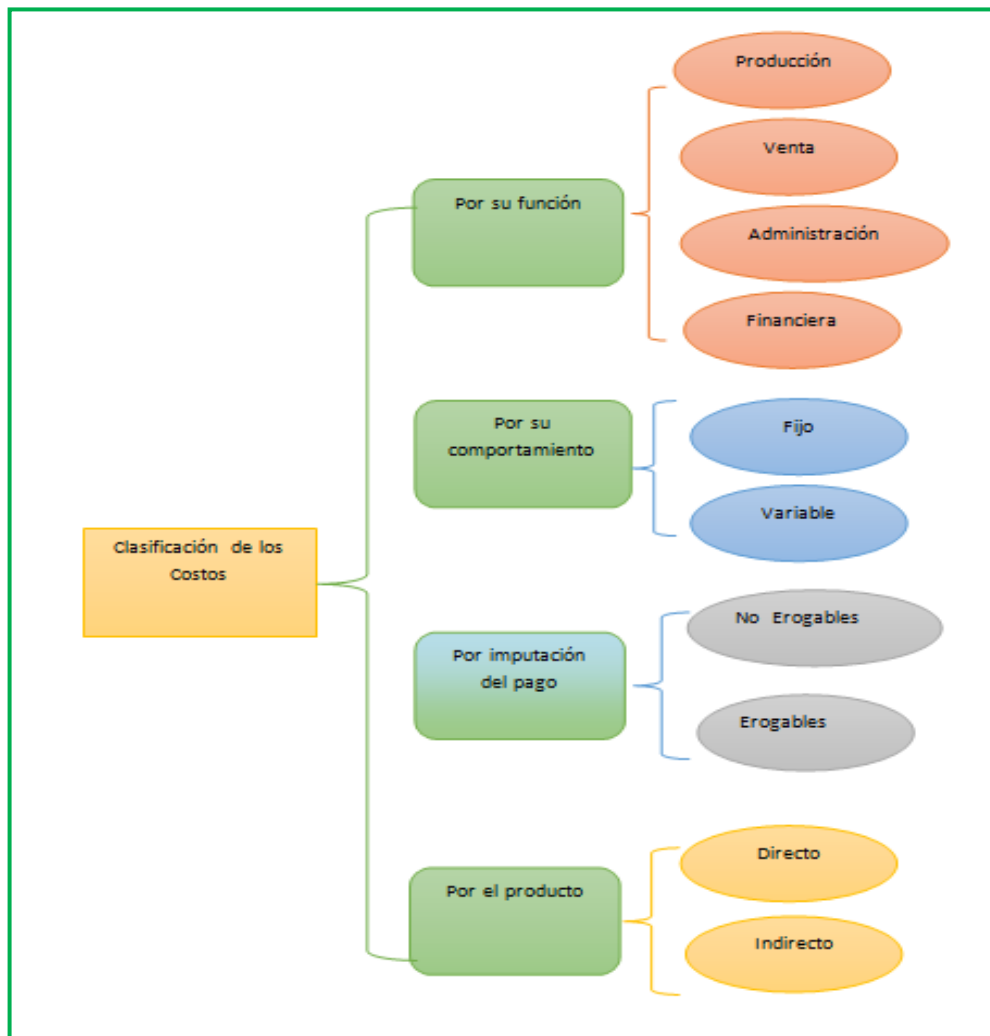 Clasificación de los
Costos
Por su función
Producción
Venta
Administración
Financiera
Por su
comportamiento
Fijo
Variable
Por imputación
del pago
No Erogables
Erogables
Por el producto
Directo
Indirecto